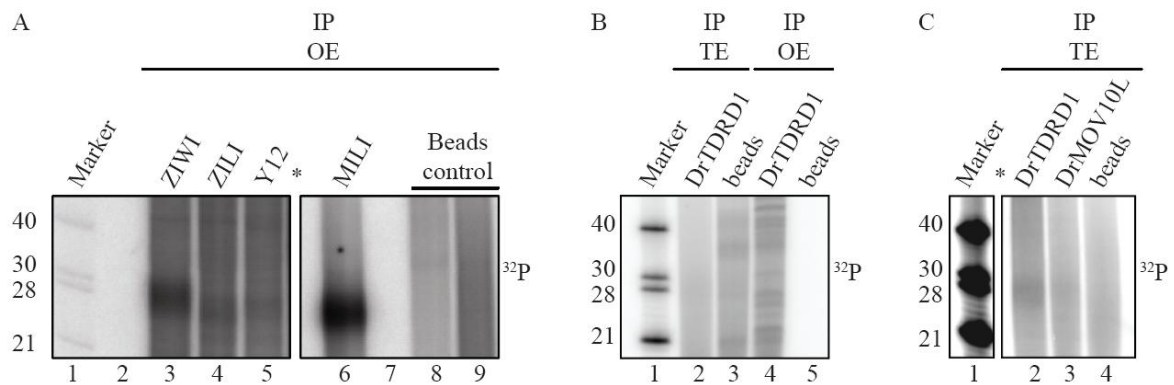 A
IP
OE
Marker
ZIWI
ZILI
Y12
*
MILI
Beads
control
40
30
28
21
32P
1 2 3 4 5 6 7 8 9
B
IP
TE
IP
OE
Marker
DrTDRD1
beads
DrTDRD1
beads
40
30
28
21
32P
1 2 3 4 5
C
IP
TE
Marker
*
DrTDRD1
DrMOV10L
beads
40
30
28
21
32P
1 2 3 4